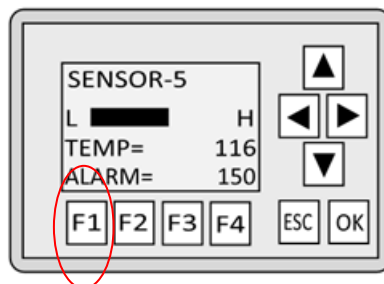 SENSOR-5
L H
TEMP= 116
ALARM= 150
F1 F2 F3 F4 ESC OK